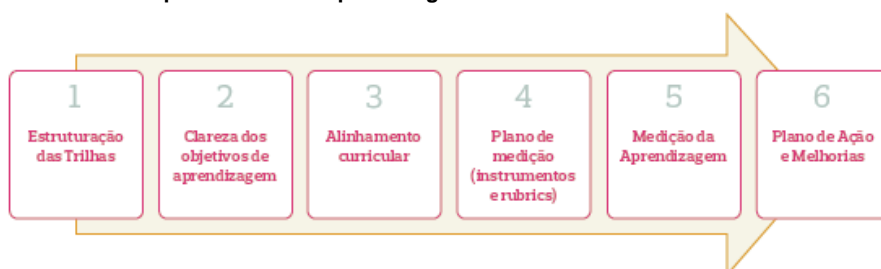 1
Estruturação
das Trilhas
2
Clareza dos
objetivos de
aprendizagem
3
Alinhamento
curricular
4
Plano de
medição
(instrumentos
e rubrics)
5
Medição da
Aprendizagem
6
Plano de Ação
e Melhorias